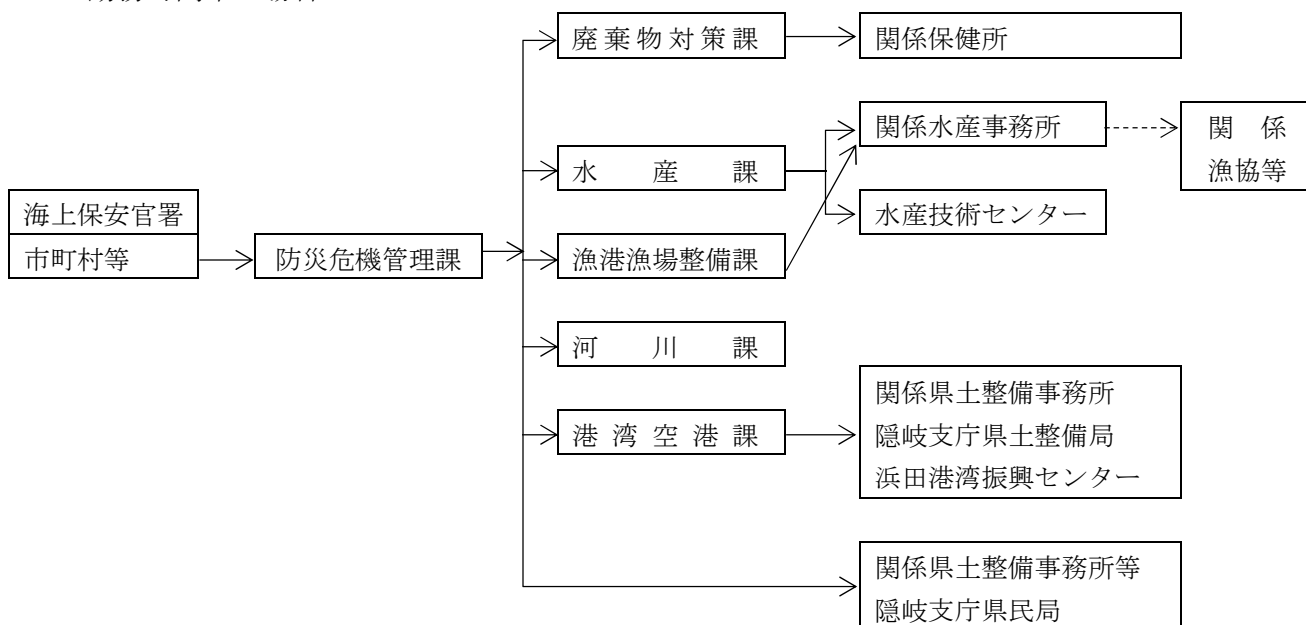 海上保安官署
市町村等
防災危機管理課
廃棄物対策課
水産課
漁港漁場整備課
河川課
港湾空港課
関係保健所
関係水産事務所
水産技術センター
関係県土整備事務所
隠岐支庁県土整備局
浜田港湾振興センター
関係県土整備事務所等
隠岐支庁県民局
関係
漁協等